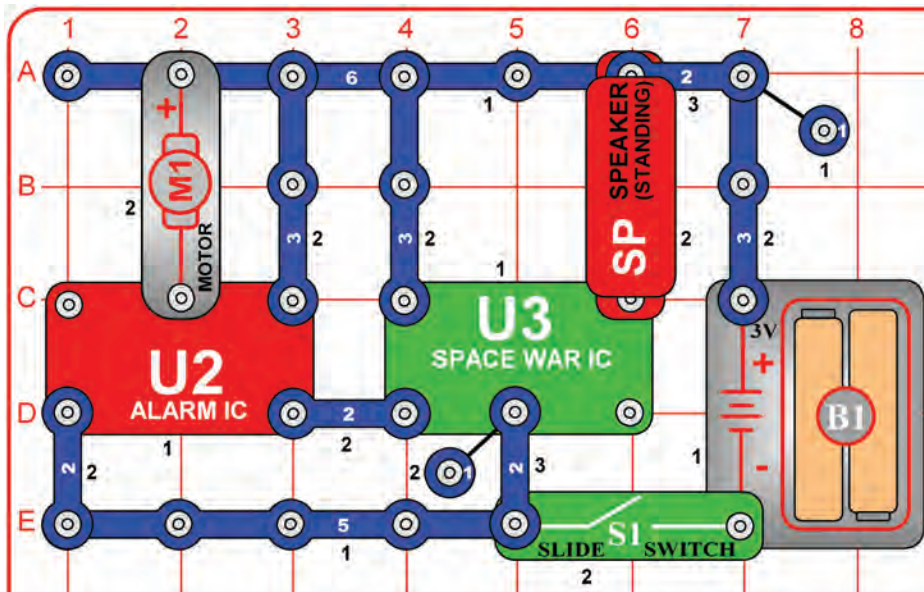 1 2 3 4 5 6 7 8
A
6
1
2
3
1
1
+
M1
2
MOTOR
SPEAKER
(STANDING)
SP
B
3
2
3
2
1
2
3
2
C
U2
ALARM IC
1
U3
SPACE WAR IC
3V
+
-
B1
1
D
2
2
2
2
2
1
2
3
E
5
1
S1
SLIDE SWITCH
2